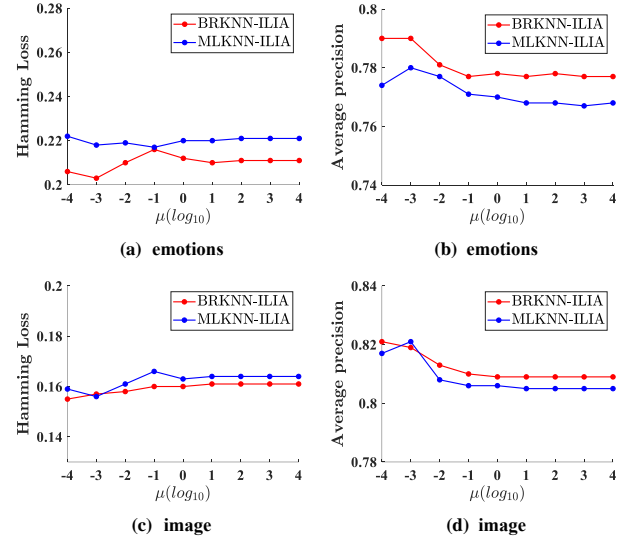 0.28
0.26
0.24
0.22
0.2
Hamming Loss
BRKNN-ILIA
MLKNN-ILIA
-4 -3 -2 -1 0 1 2 3 4
μ(log10)
(a) emotions
0.8
0.78
0.76
0.74
Average precision
BRKNN-ILIA
MLKNN-ILIA
-4 -3 -2 -1 0 1 2 3 4
μ(log10)
(b) emotions
0.2
0.18
0.16
0.14
Hamming Loss
BRKNN-ILIA
MLKNN-ILIA
-4 -3 -2 -1 0 1 2 3 4
μ(log10)
(c) image
0.84
0.82
0.8
0.78
Average precision
BRKNN-ILIA
MLKNN-ILIA
-4 -3 -2 -1 0 1 2 3 4
μ(log10)
(d) image